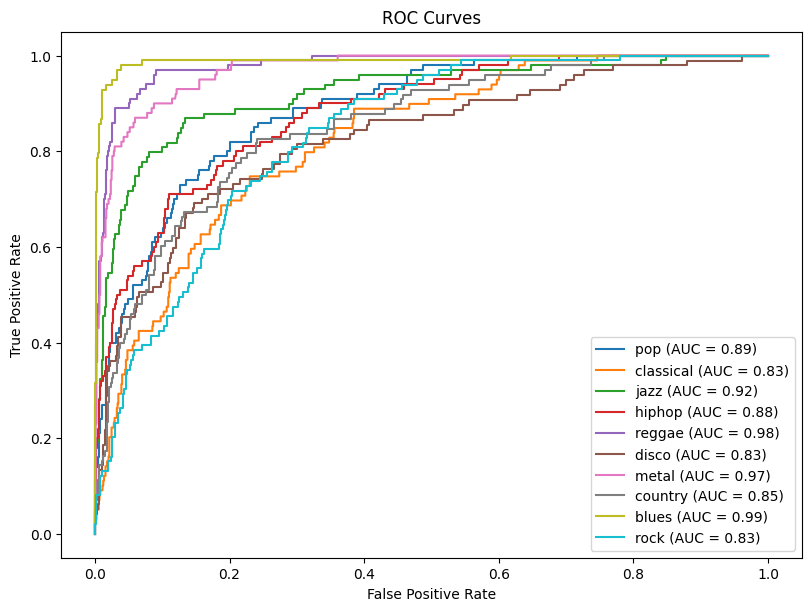 ROC Curves
True Positive Rate
1.0
0.8
0.6
0.4
0.2
0.0
pop (AUC = 0.89)
classical (AUC = 0.83)
jazz (AUC = 0.92)
hiphop (AUC = 0.88)
reggae (AUC = 0.98)
disco (AUC = 0.83)
metal (AUC = 0.97)
country (AUC = 0.85)
blues (AUC = 0.99)
rock (AUC = 0.83)
0.0 0.2 0.4 0.6 0.8 1.0
False Positive Rate